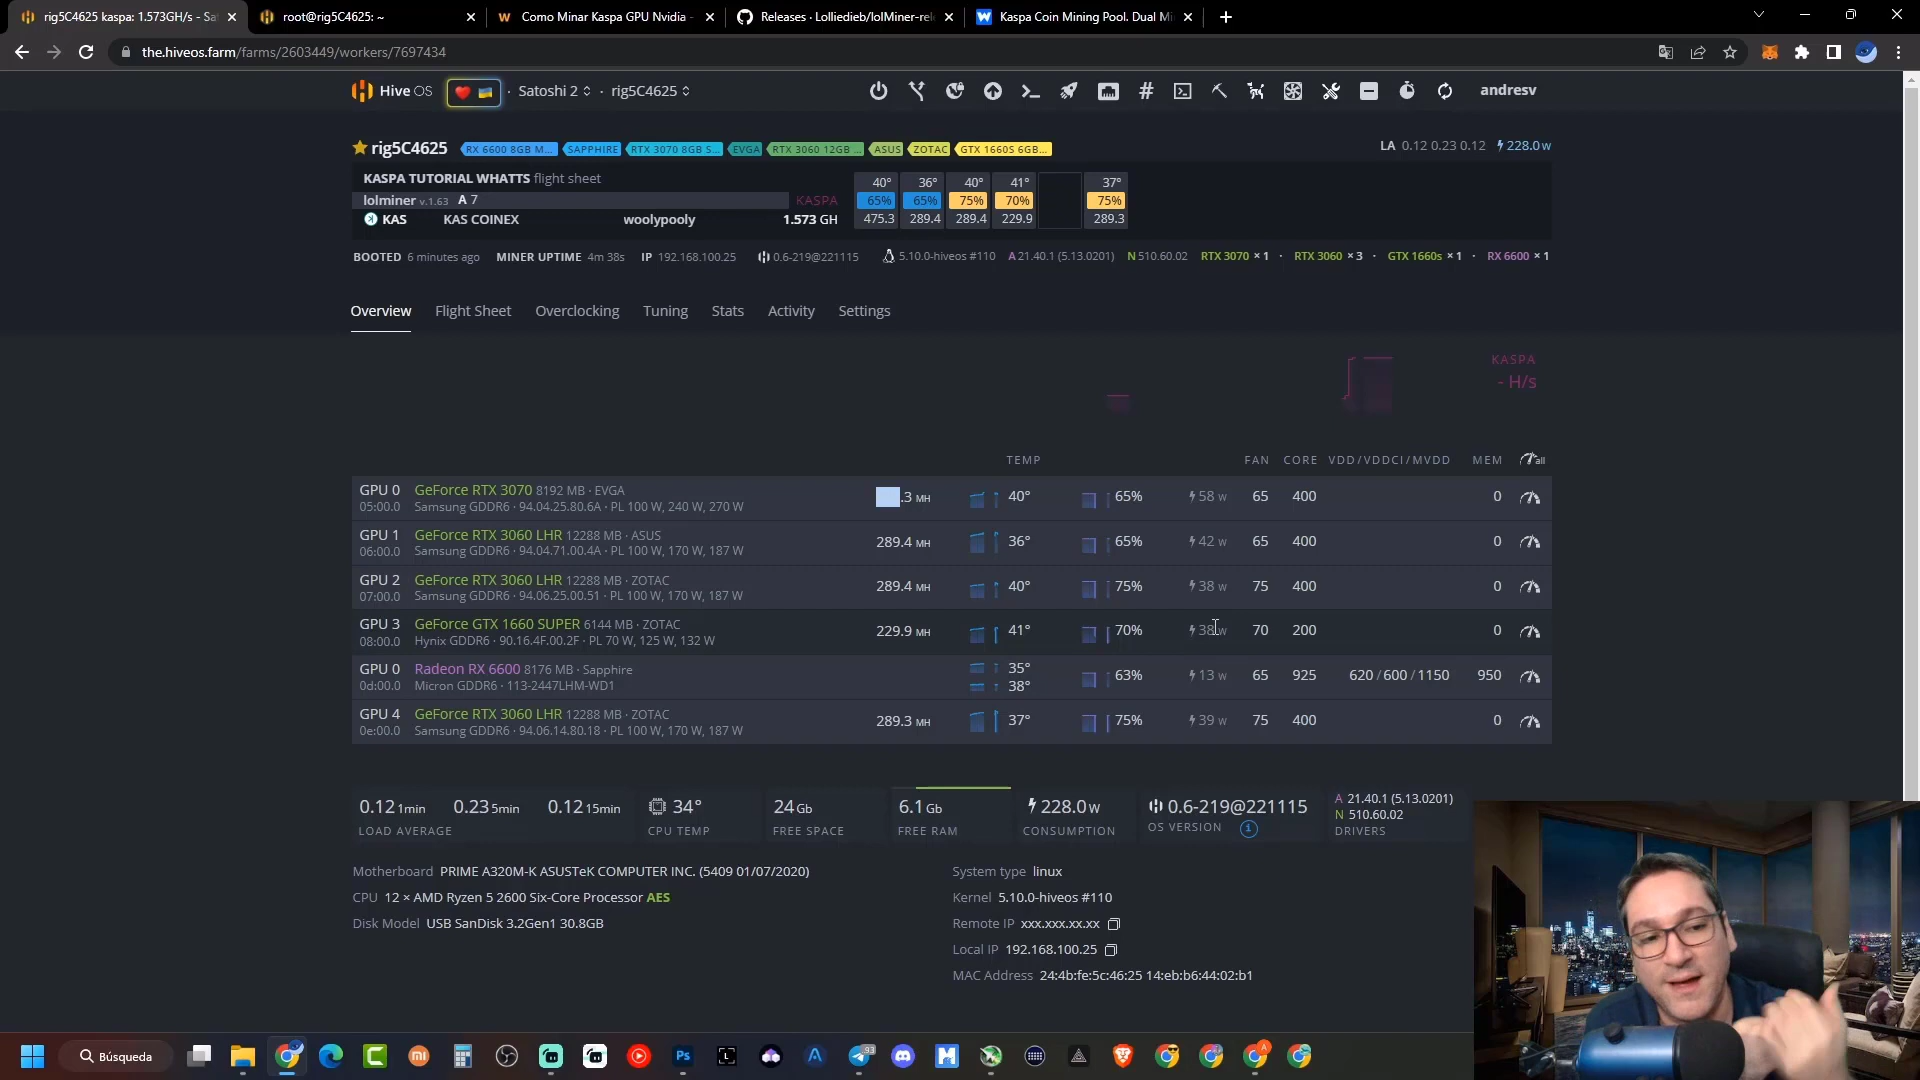 rig5C4625 kaspa: 1.573GH/s - Sa
root@rig5C4625: ~
Como Minar Kaspa GPU Nvidia -
Releases · Lolliedieb/lolMiner-rel
Kaspa Coin Mining Pool. Dual Mi
the.hiveos.farm/farms/2603449/workers/7697434
Hive OS
· Satoshi 2 · rig5C4625
andresv
rig5C4625
RX 6600 8GB M...
SAPPHIRE
RTX 3070 8GB S...
EVGA
RTX 3060 12GB ...
ASUS
ZOTAC
GTX 1660S 6GB...
LA 0.12 0.23 0.12 228.0 W
KASPA TUTORIAL WHATTS flight sheet
lolminer v.1.63 A 7 KASPA
KAS KAS COINEX woolypooly 1.573 GH
40° 36° 40° 41° 37°
65% 65% 75% 70% 75%
475.3 289.4 289.4 229.9 289.3
BOOTED 6 minutes ago MINER UPTIME 4m 38s IP 192.168.100.25 0.6-219@221115 5.10.0-hiveos #110 A 21.40.1 (5.13.0201) N 510.60.02 RTX 3070 × 1 · RTX 3060 × 3 · GTX 1660s × 1 · RX 6600 × 1
Overview Flight Sheet Overclocking Tuning Stats Activity Settings
KASPA
- H/s
TEMP FAN CORE VDD/VDDCI/MVDD MEM all
GPU 0 GeForce RTX 3070 8192 MB · EVGA
05:00.0 Samsung GDDR6 · 94.04.25.80.6A · PL 100 W, 240 W, 270 W
.3 MH 40° 65% 58 W 65 400 0
GPU 1 GeForce RTX 3060 LHR 12288 MB · ASUS
06:00.0 Samsung GDDR6 · 94.04.71.00.4A · PL 100 W, 170 W, 187 W
289.4 MH 36° 65% 42 W 65 400 0
GPU 2 GeForce RTX 3060 LHR 12288 MB · ZOTAC
07:00.0 Samsung GDDR6 · 94.06.25.00.51 · PL 100 W, 170 W, 187 W
289.4 MH 40° 75% 38 W 75 400 0
GPU 3 GeForce GTX 1660 SUPER 6144 MB · ZOTAC
08:00.0 Hynix GDDR6 · 90.16.4F.00.2F · PL 70 W, 125 W, 132 W
229.9 MH 41° 70% 38 W 70 200 0
GPU 0 Radeon RX 6600 8176 MB · Sapphire
0d:00.0 Micron GDDR6 · 113-2447LHM-WD1
35°
38°
63% 13 W 65 925 620 / 600 / 1150 950
GPU 4 GeForce RTX 3060 LHR 12288 MB · ZOTAC
0e:00.0 Samsung GDDR6 · 94.06.14.80.18 · PL 100 W, 170 W, 187 W
289.3 MH 37° 75% 39 W 75 400 0
0.12 1min 0.23 5min 0.12 15min
LOAD AVERAGE
34°
CPU TEMP
24 Gb
FREE SPACE
6.1 Gb
FREE RAM
228.0 W
CONSUMPTION
0.6-219@221115
OS VERSION
A 21.40.1 (5.13.0201)
N 510.60.02
DRIVERS
Motherboard PRIME A320M-K ASUSTeK COMPUTER INC. (5409 01/07/2020)
CPU 12 × AMD Ryzen 5 2600 Six-Core Processor AES
Disk Model USB SanDisk 3.2Gen1 30.8GB
System type linux
Kernel 5.10.0-hiveos #110
Remote IP xxx.xxx.xx.xx
Local IP 192.168.100.25
MAC Address 24:4b:fe:5c:46:25 14:eb:b6:44:02:b1
Búsqueda
93